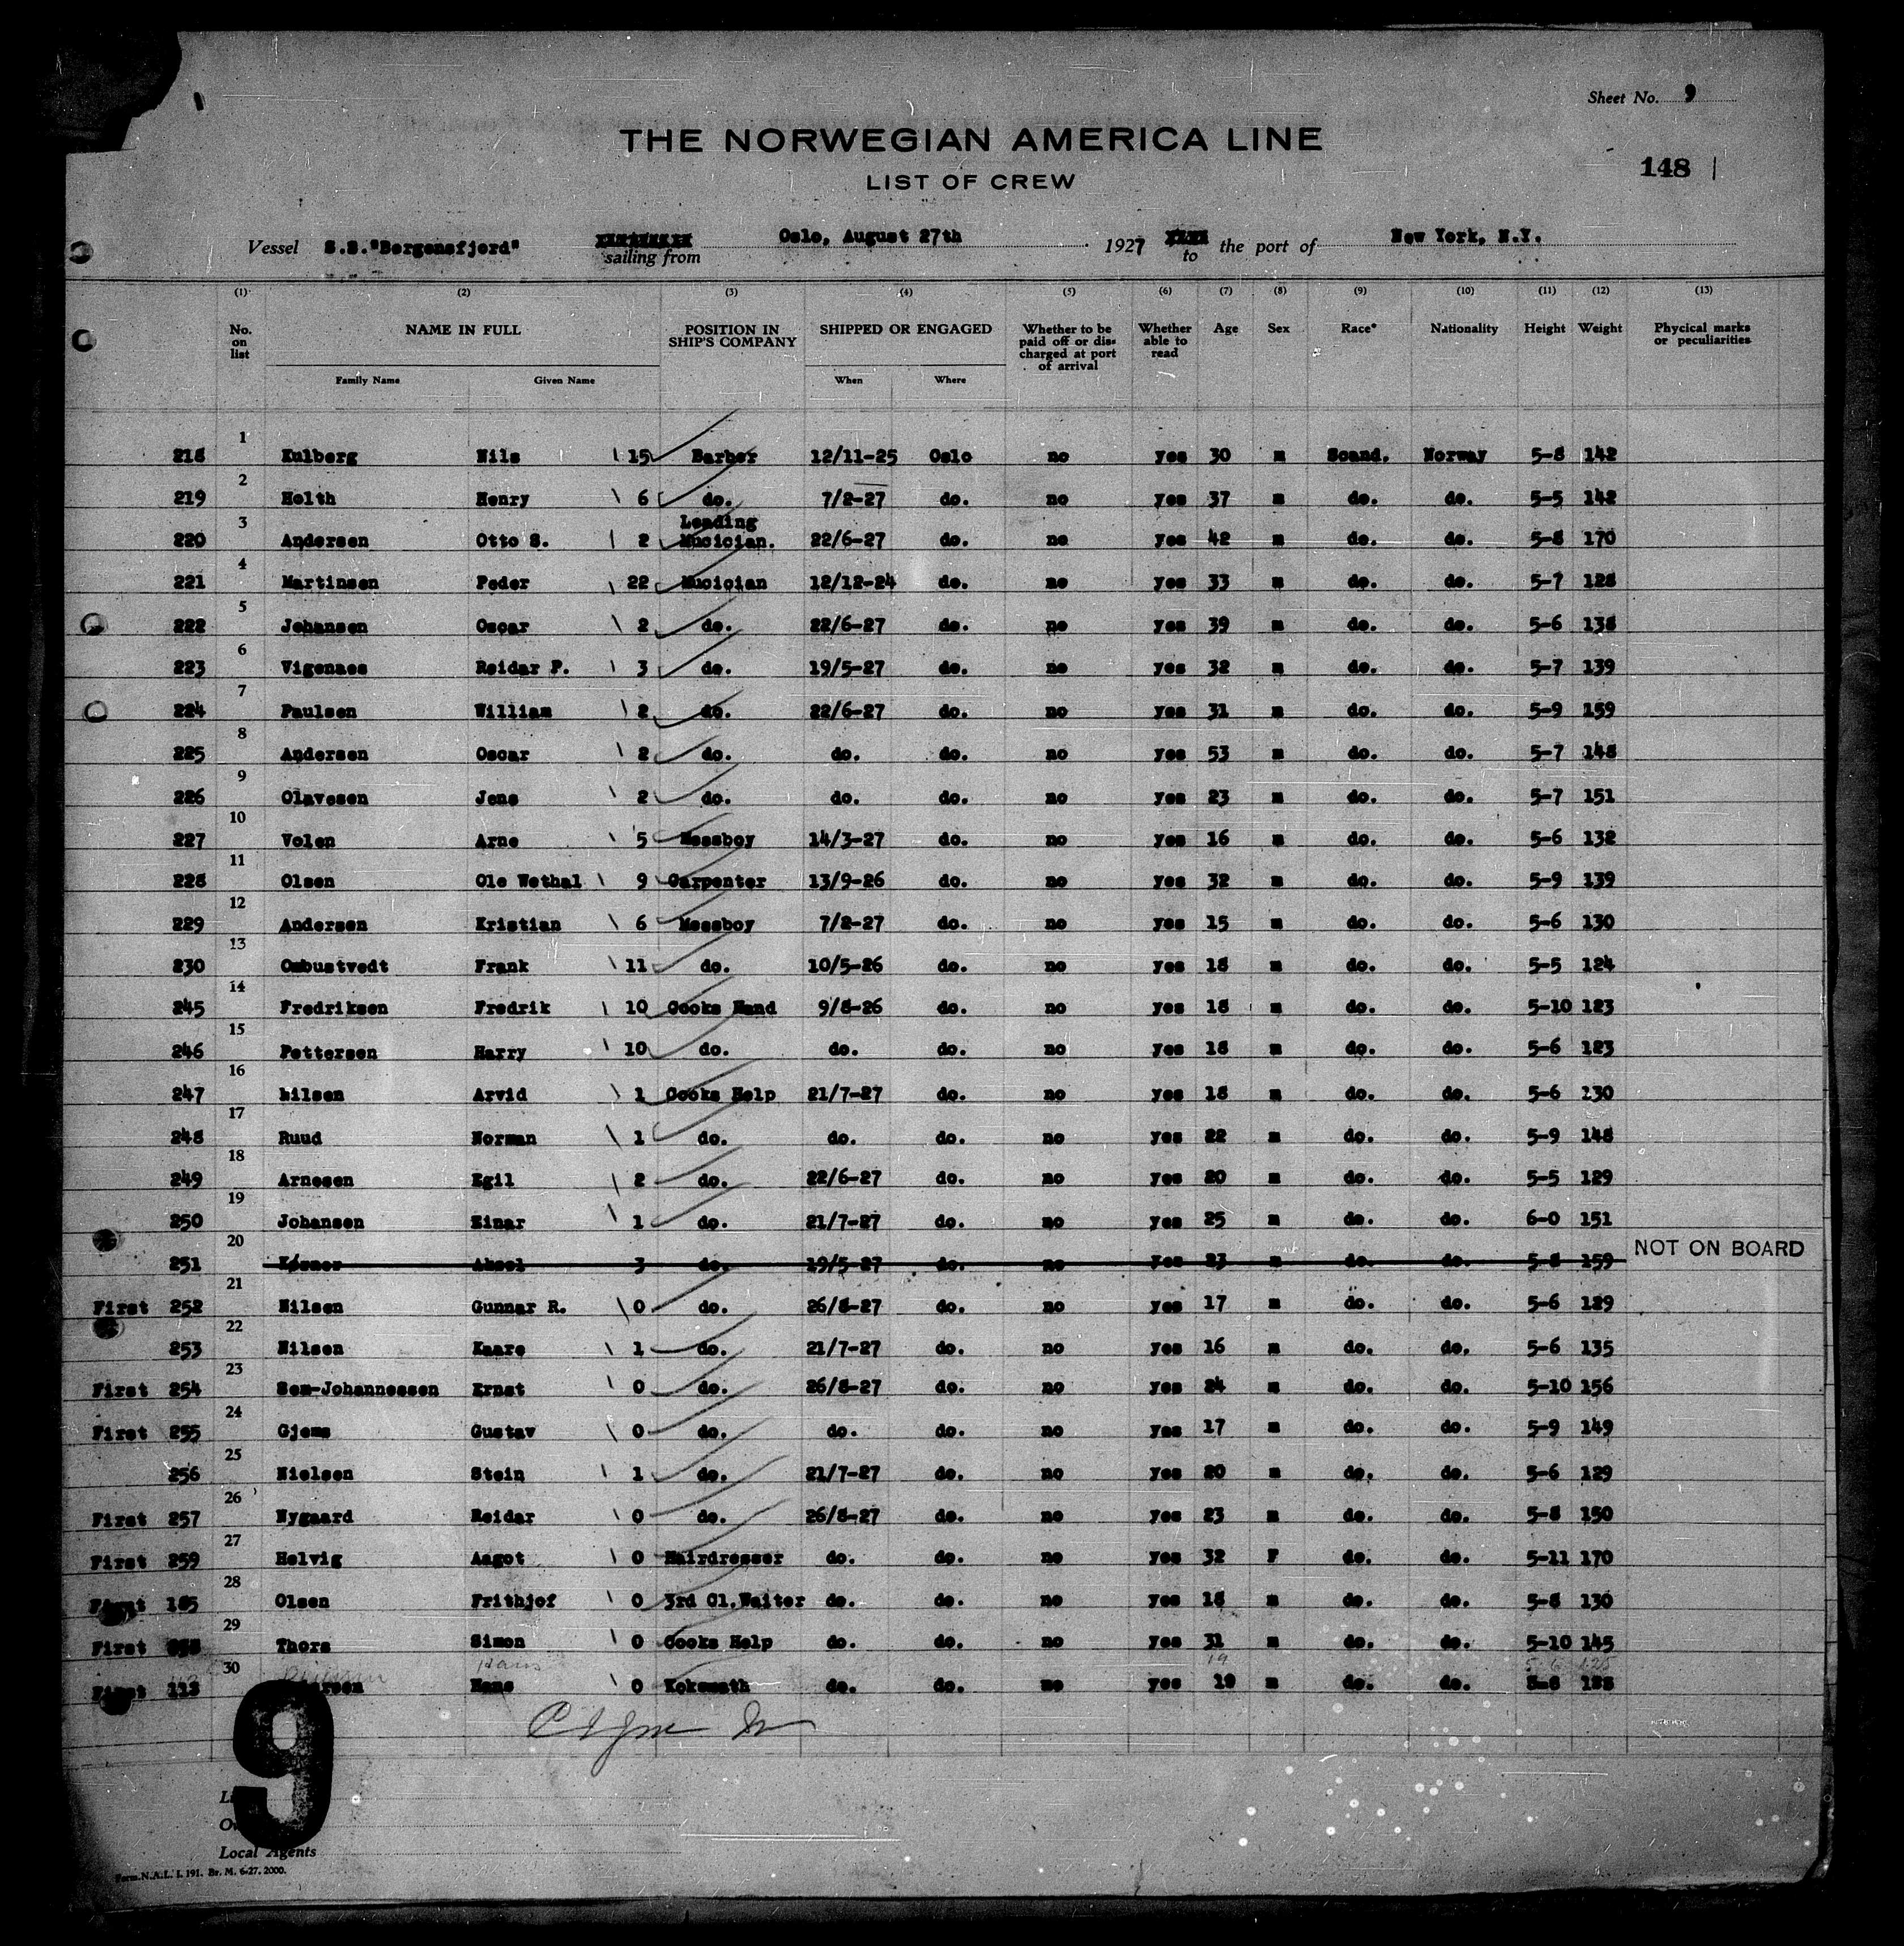 Sheet No. 9
THE NORWEGIAN AMERICA LINE
148
LIST OF CREW
Vessel S.S."Bergensfjord" sailing from Oslo, August 27th 1927 to the port of New York, N.Y.
(1) (2) (3) (4) (5) (6) (7) (8) (9) (10) (11) (12) (13)
No. on list NAME IN FULL POSITION IN SHIP'S COMPANY SHIPPED OR ENGAGED Whether to be paid off or discharged at port of arrival Whether able to read Age Sex Race* Nationality Height Weight Phycical marks or peculiarities
Family Name Given Name When Where
218 1 Kulberg Nils 15 Barber 12/11-25 Oslo no yes 30 m Scand. Norway 5-8 142
219 2 Holth Henry 6 do. 7/2-27 do. no yes 37 m do. do. 5-5 142
220 3 Andersen Otto S. 2 Leading Musician. 22/6-27 do. no yes 42 m do. do. 5-8 170
221 4 Martinsen Peder 22 Musician 12/12-24 do. no yes 33 m do. do. 5-7 128
222 5 Johansen Oscar 2 do. 22/6-27 do. no yes 39 m do. do. 5-6 138
223 6 Vigenaes Reidar P. 3 do. 19/5-27 do. no yes 32 m do. do. 5-7 139
224 7 Paulsen William 2 do. 22/6-27 do. no yes 31 m do. do. 5-9 159
225 8 Andersen Oscar 2 do. do. do. no yes 53 m do. do. 5-7 148
226 9 Olavesen Jens 2 do. do. do. no yes 23 m do. do. 5-7 151
227 10 Volen Arne 5 Messboy 14/3-27 do. no yes 16 m do. do. 5-6 132
228 11 Olsen Ole Wethal 9 Carpenter 13/9-26 do. no yes 32 m do. do. 5-9 139
229 12 Andersen Kristian 6 Messboy 7/2-27 do. no yes 15 m do. do. 5-6 130
230 13 Ombustvedt Frank 11 do. 10/5-26 do. no yes 18 m do. do. 5-5 124
245 14 Fredriksen Fredrik 10 Cooks Hand 9/8-26 do. no yes 18 m do. do. 5-10 123
246 15 Pettersen Harry 10 do. do. do. no yes 18 m do. do. 5-6 123
247 16 Nilsen Arvid 1 Cooks Help 21/7-27 do. no yes 18 m do. do. 5-6 130
248 17 Ruud Norman 1 do. do. do. no yes 22 m do. do. 5-9 148
249 18 Arnesen Egil 2 do. 22/6-27 do. no yes 20 m do. do. 5-5 129
250 19 Johansen Einar 1 do. 21/7-27 do. no yes 25 m do. do. 6-0 151
251 20 Kørner Aksel 3 do. 19/5-27 do. no yes 23 m do. do. 5-8 159 NOT ON BOARD
First 252 21 Nilsen Gunnar R. 0 do. 26/8-27 do. no yes 17 m do. do. 5-6 129
253 22 Nilsen Kaare 1 do. 21/7-27 do. no yes 16 m do. do. 5-6 135
First 254 23 Sem-Johannessen Ernst 0 do. 26/8-27 do. no yes 24 m do. do. 5-10 156
First 255 24 Gjems Gustav 0 do. do. do. no yes 17 m do. do. 5-9 149
256 25 Nielsen Stein 1 do. 21/7-27 do. no yes 20 m do. do. 5-6 129
First 257 26 Nygaard Reidar 0 do. 26/8-27 do. no yes 23 m do. do. 5-8 150
First 259 27 Helvig Aagot 0 Hairdresser do. do. no yes 32 F do. do. 5-11 170
First 185 28 Olsen Frithjof 0 3rd Cl.Waiter do. do. no yes 18 m do. do. 5-8 130
First 29 Thors Simon 0 Cooks Help do. do. no yes 31 m do. do. 5-10 145
Hans 19 5-6 125
First 113 30 Hans 0 Koksmath do. do. no yes 19 m do. do.
9
Local Agents
Form.N.A.L. I. 191. Br. M. 6-27. 2000.